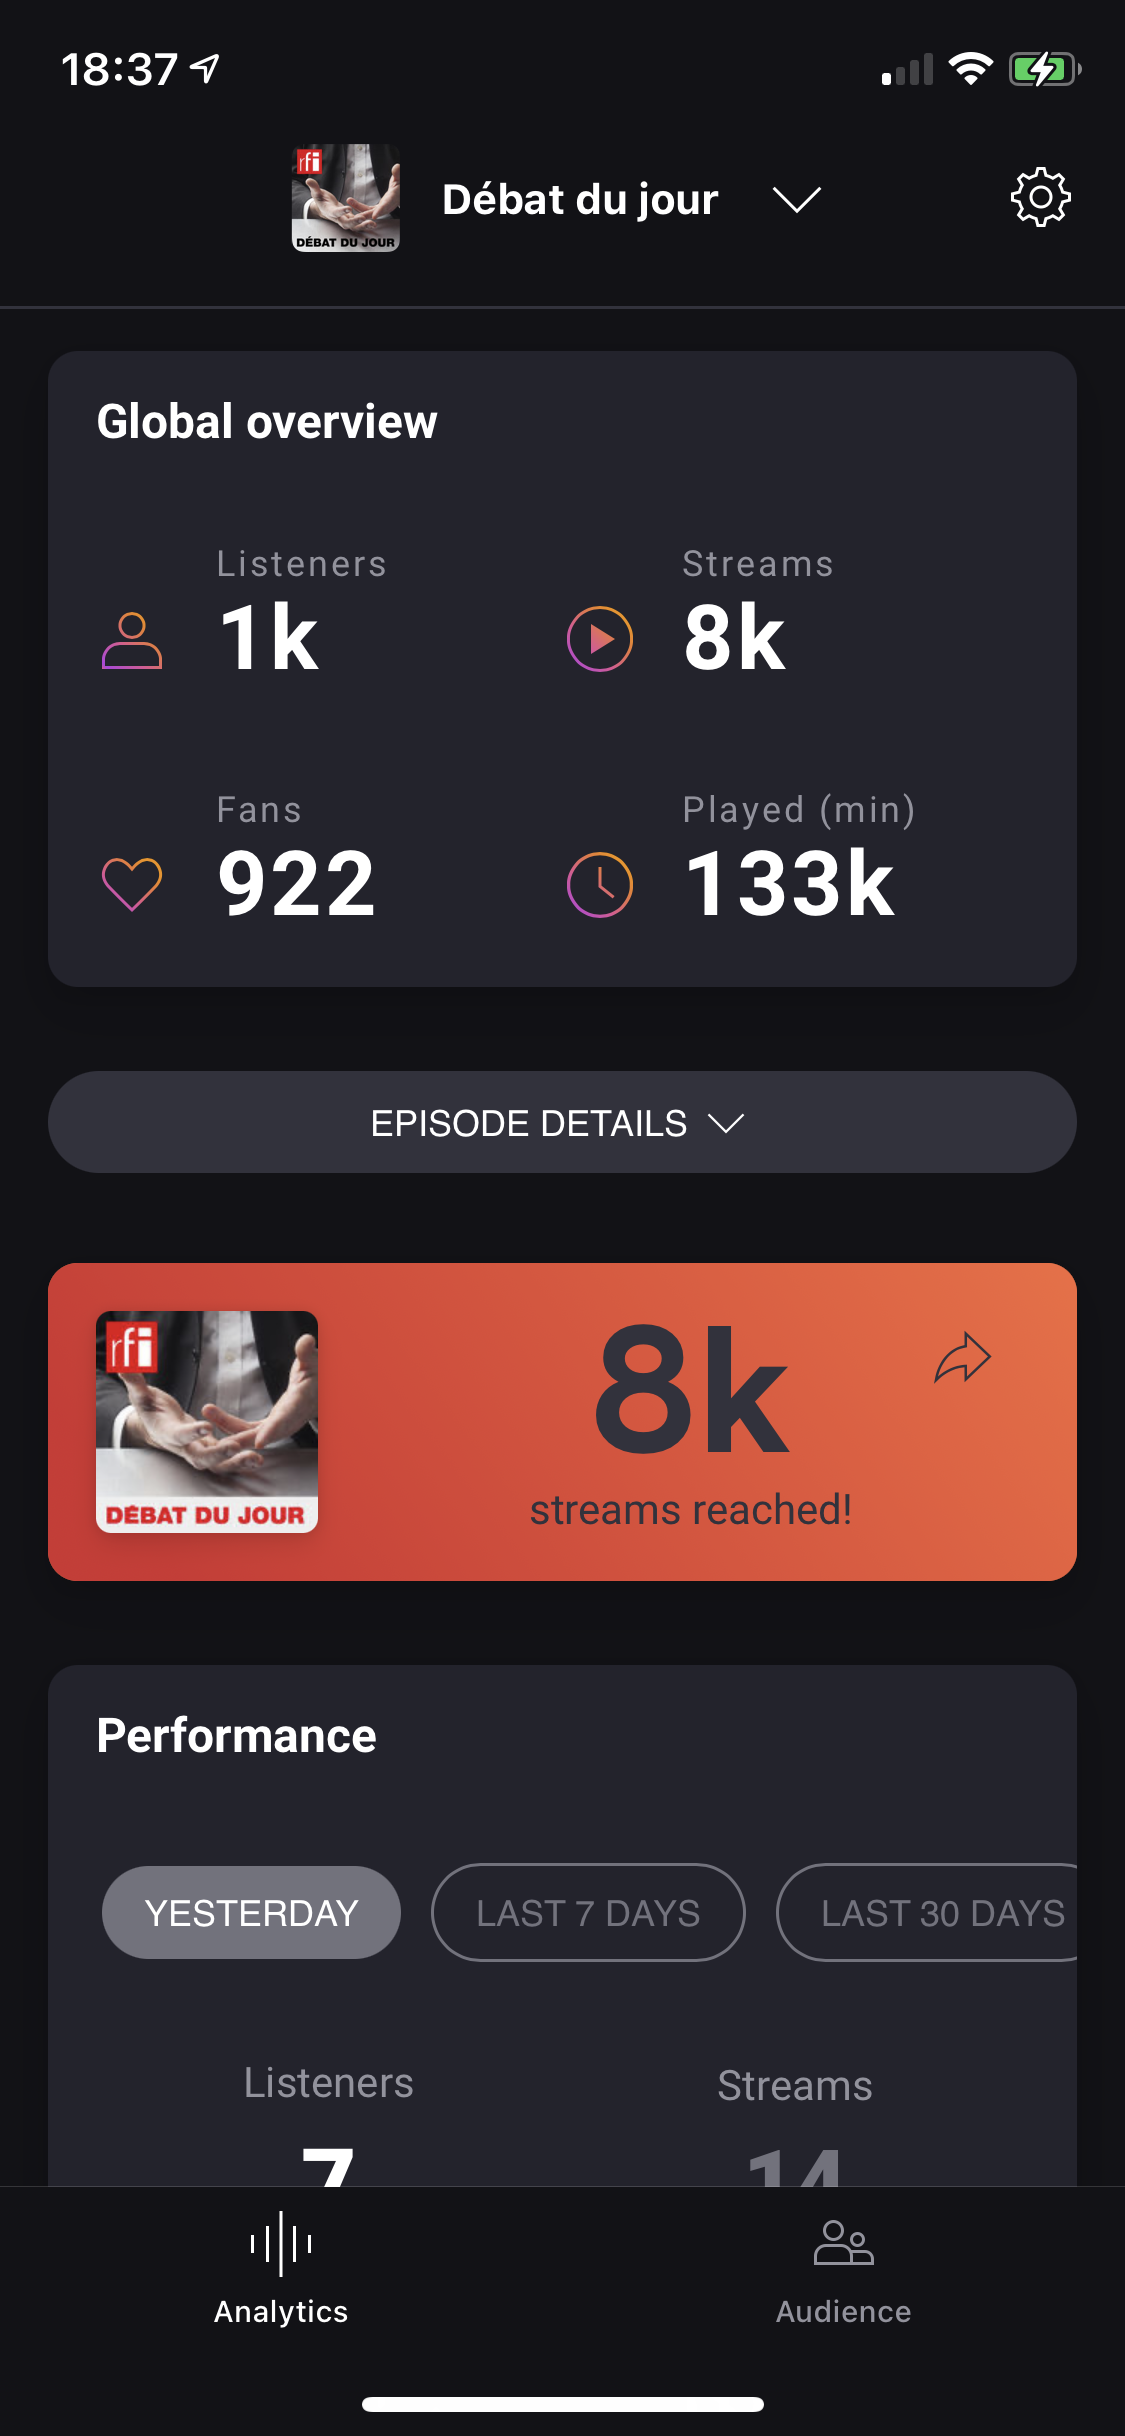 18:37
rfi
DÉBAT DU JOUR
Débat du jour
Global overview
Listeners
1k
Streams
8k
Fans
922
Played (min)
133k
EPISODE DETAILS
rfi
DÉBAT DU JOUR
8k
streams reached!
Performance
YESTERDAY
LAST 7 DAYS
LAST 30 DAYS
Listeners
7
Streams
14
Analytics
Audience